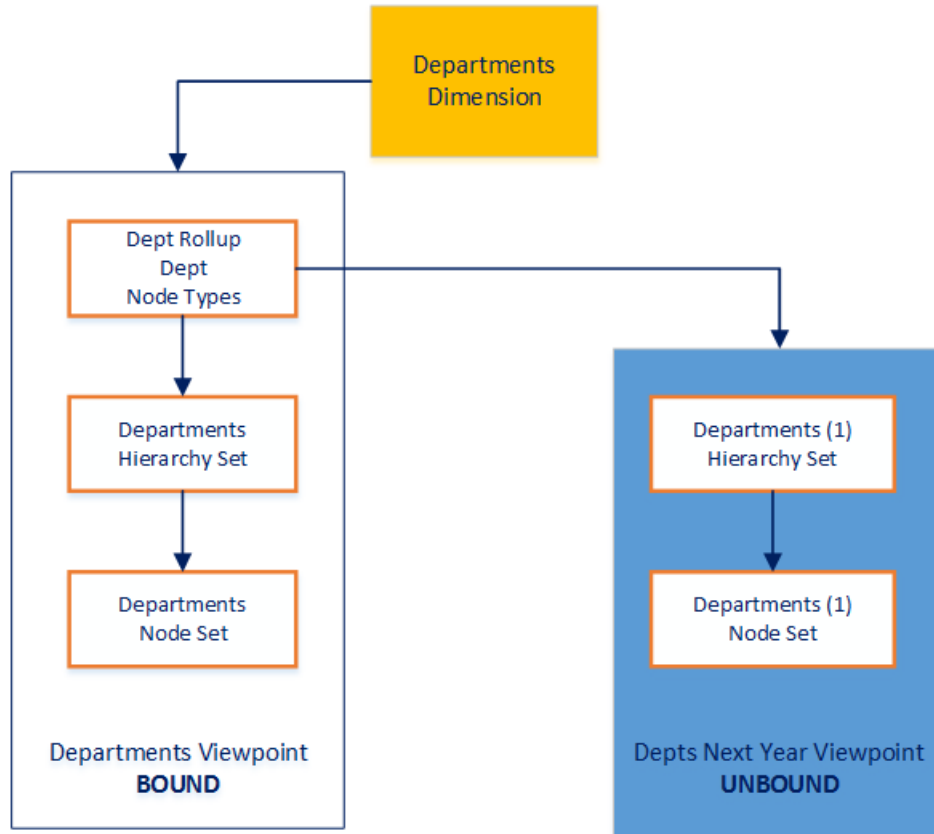 Departments
Dimension
Dept Rollup
Dept
Node Types
Departments
Hierarchy Set
Departments
Node Set
Departments Viewpoint
BOUND
Departments (1)
Hierarchy Set
Departments (1)
Node Set
Depts Next Year Viewpoint
UNBOUND